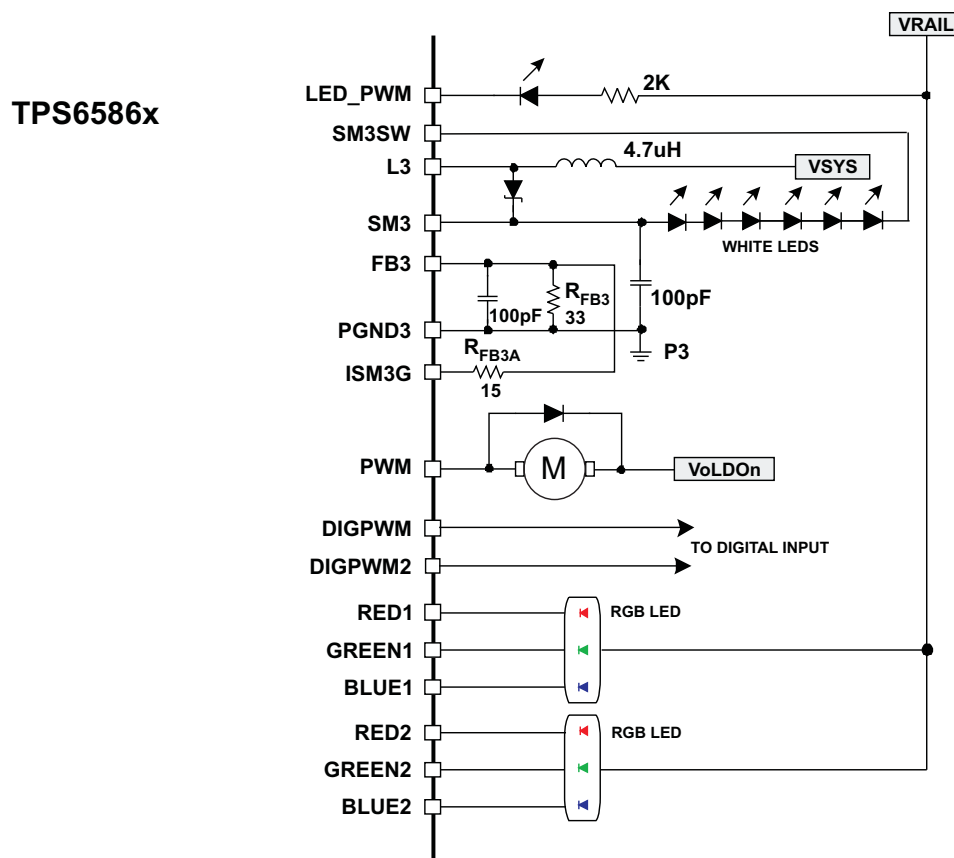 VRAIL
TPS6586x
LED_PWM
2K
SM3SW
4.7uH
L3
VSYS
SM3
WHITE LEDS
FB3
RFB3
33
100pF
100pF
PGND3
P3
RFB3A
15
ISM3G
PWM
M
VoLDOn
DIGPWM
TO DIGITAL INPUT
DIGPWM2
RED1
RGB LED
GREEN1
BLUE1
RED2
RGB LED
GREEN2
BLUE2